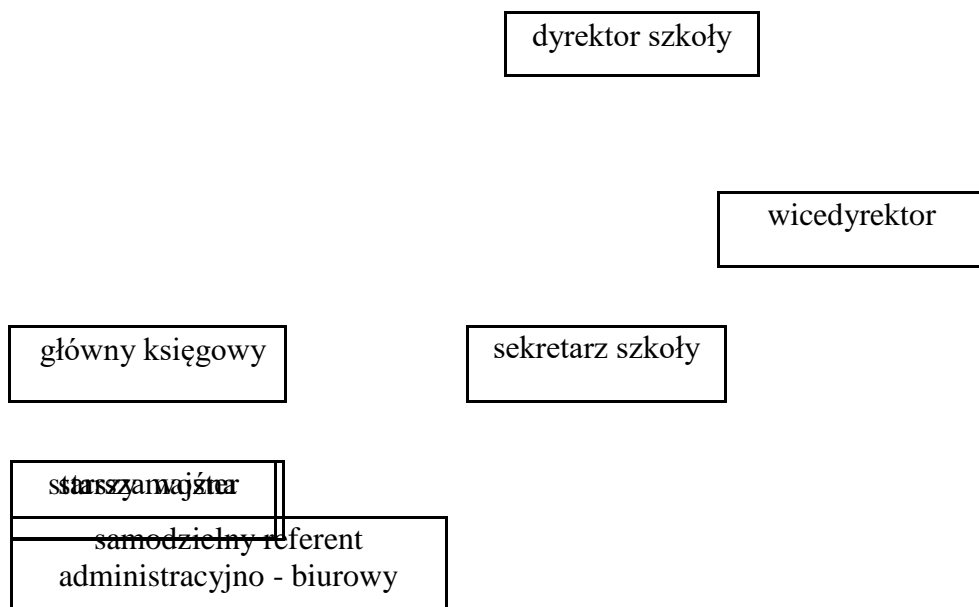 dyrektor szkoły
wicedyrektor
główny księgowy
sekretarz szkoły
samodzielny referent
administracyjno - biurowy